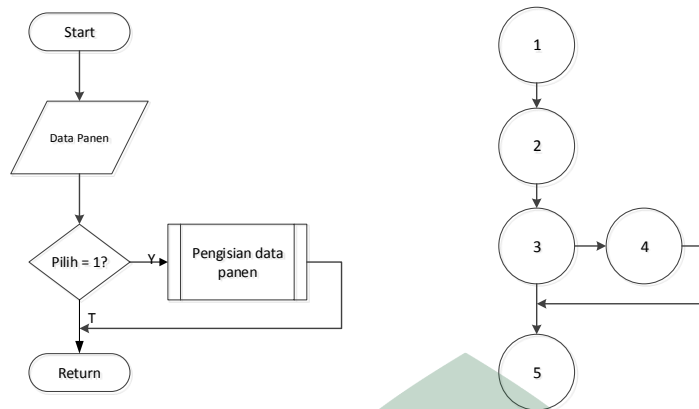 Start
Data Panen
Pilih = 1?
Y
Pengisian data
panen
T
Return
1
2
3
4
5